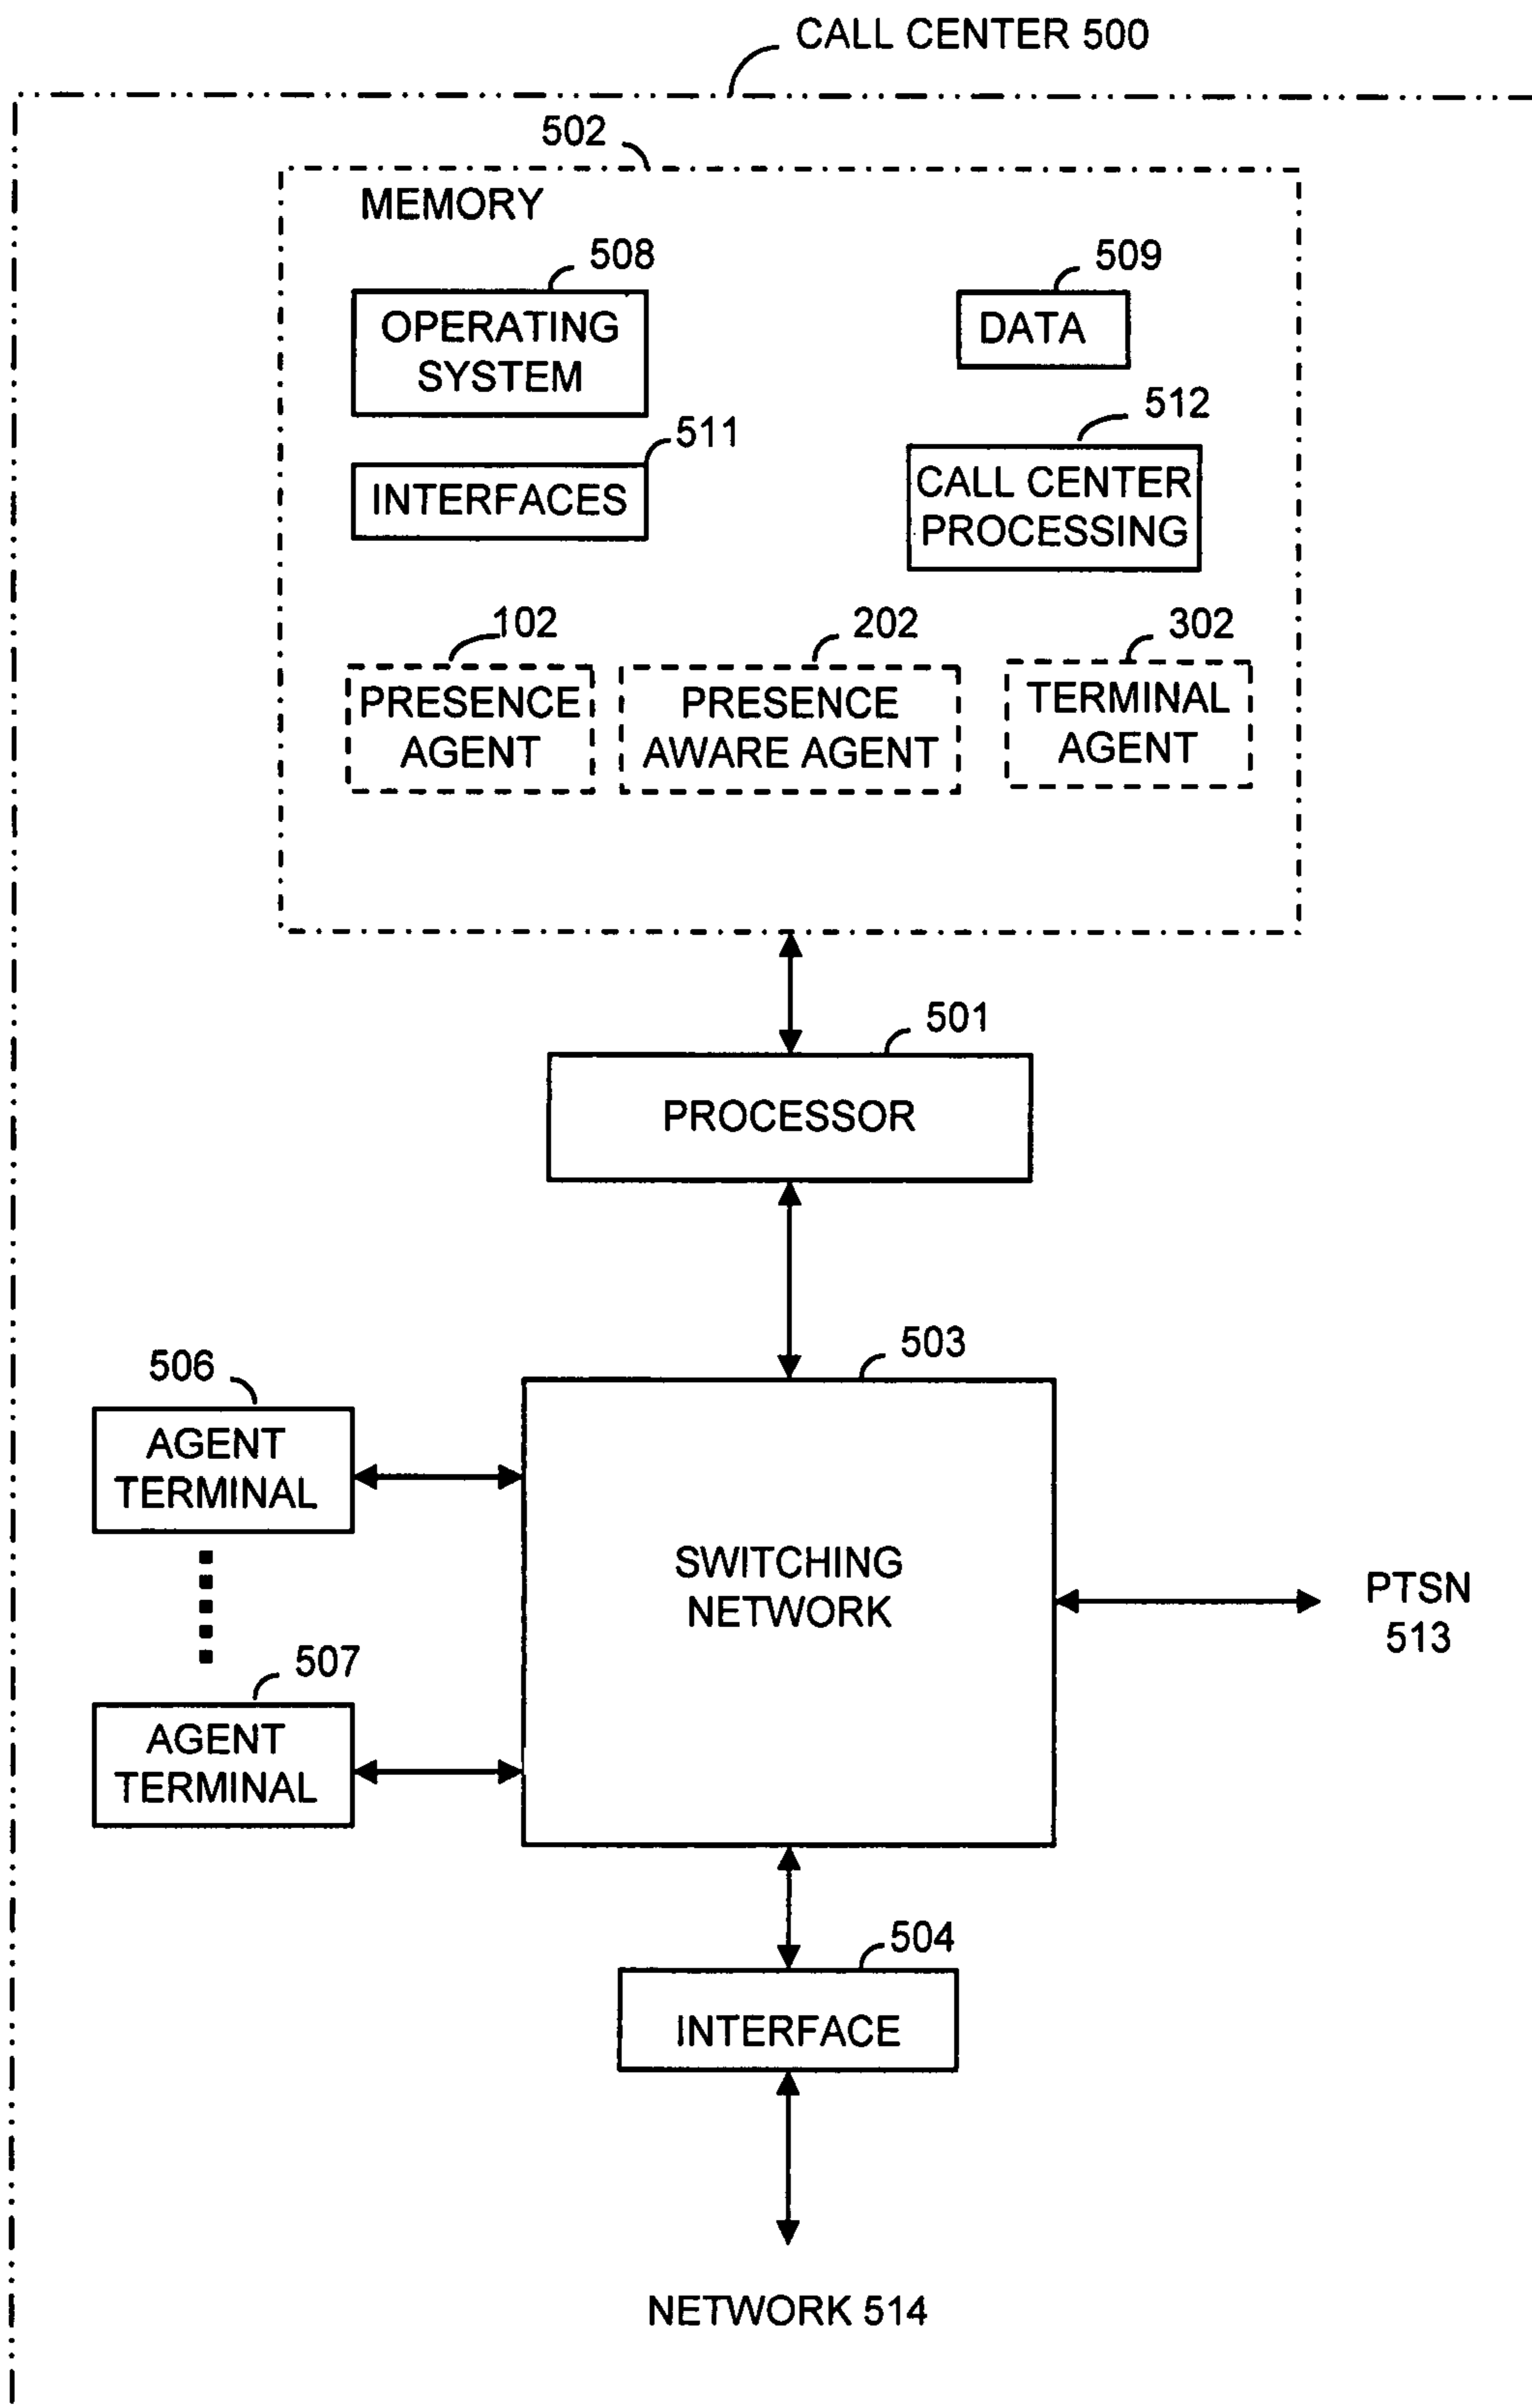 CALL CENTER 500
502
MEMORY
508
509
OPERATING
SYSTEM
DATA
511
512
INTERFACES
CALL CENTER
PROCESSING
102
202
302
PRESENCE
AGENT
PRESENCE
AWARE AGENT
TERMINAL
AGENT
501
PROCESSOR
503
506
AGENT
TERMINAL
SWITCHING
NETWORK
PTSN
513
507
AGENT
TERMINAL
504
INTERFACE
NETWORK 514